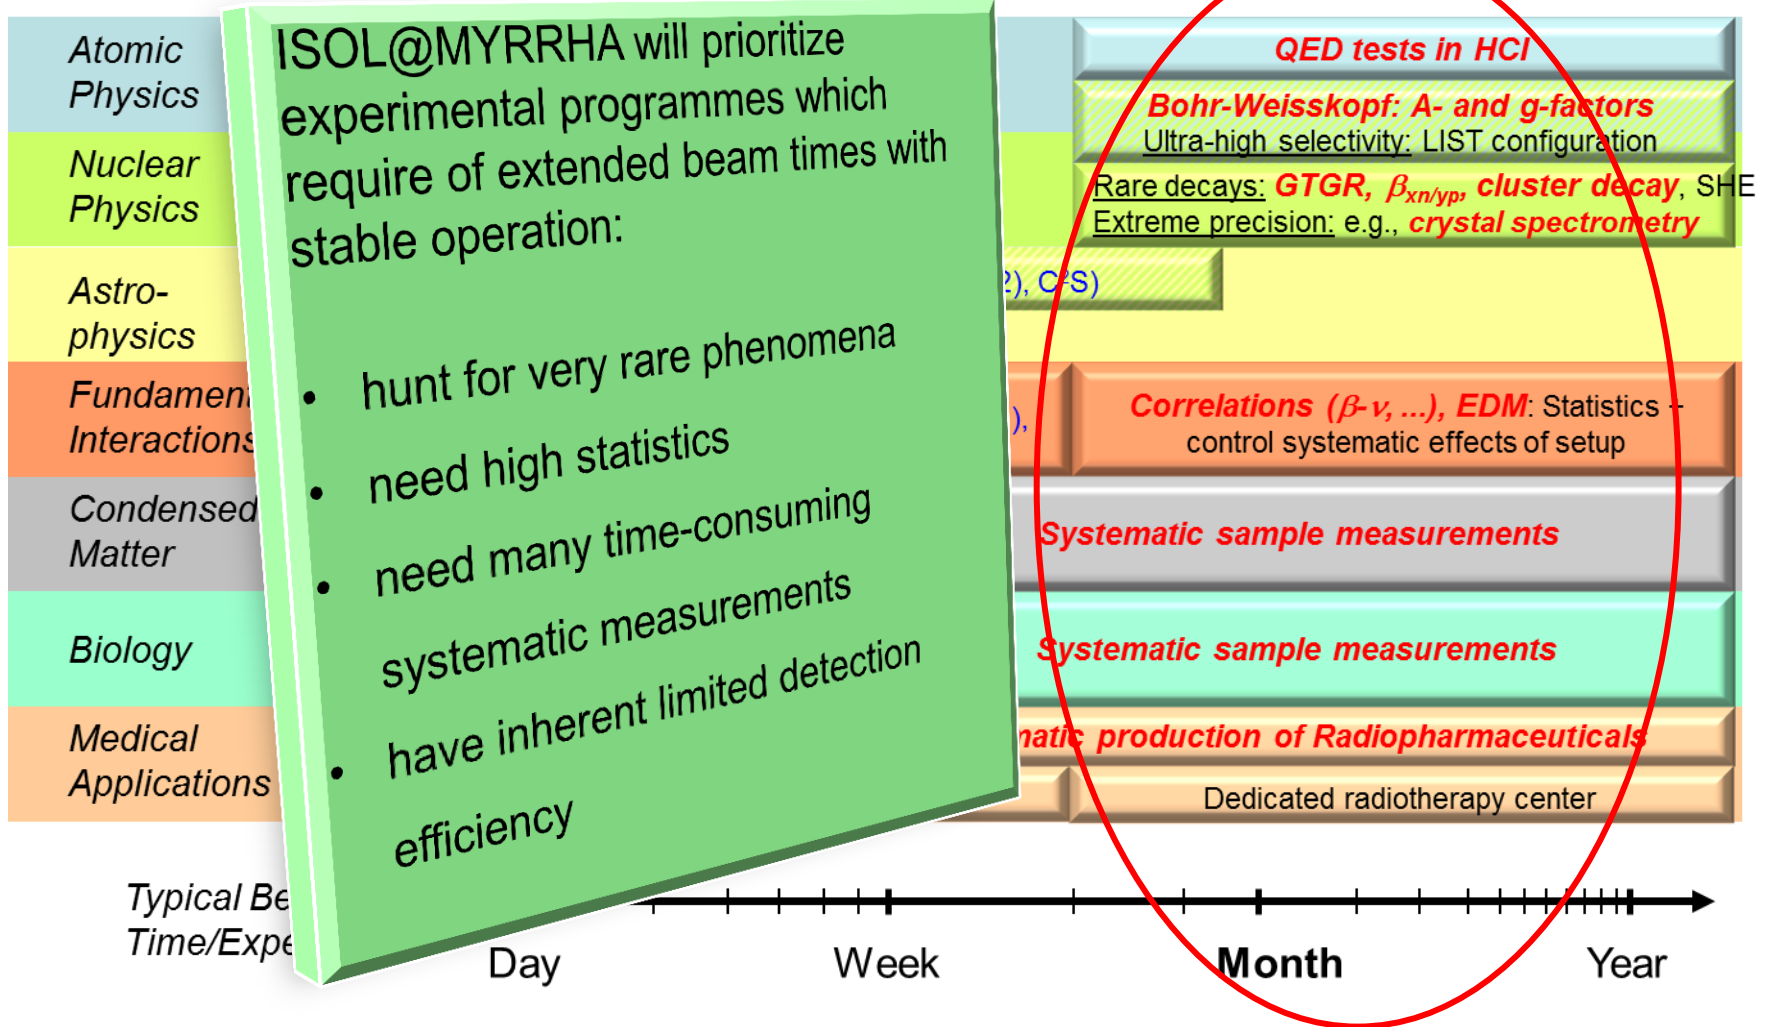 Atomic
Physics
Nuclear
Physics
Astro-
physics
Fundament
Interactions
Condensed
Matter
Biology
Medical
Applications
ISOL@MYRRHA will prioritize
experimental programmes which
require of extended beam times with
stable operation:
• hunt for very rare phenomena
• need high statistics
• need many time-consuming
systematic measurements
• have inherent limited detection
efficiency
QED tests in HCI
Bohr-Weisskopf: A- and g-factors
Ultra-high selectivity: LIST configuration
Rare decays: GTGR, βxn/yp, cluster decay, SHE
Extreme precision: e.g., crystal spectrometry
2), C²S)
),
Correlations (β-ν, ...), EDM: Statistics +
control systematic effects of setup
Systematic sample measurements
Systematic sample measurements
matic production of Radiopharmaceuticals
Dedicated radiotherapy center
Typical Be
Time/Expe
Day Week Month Year